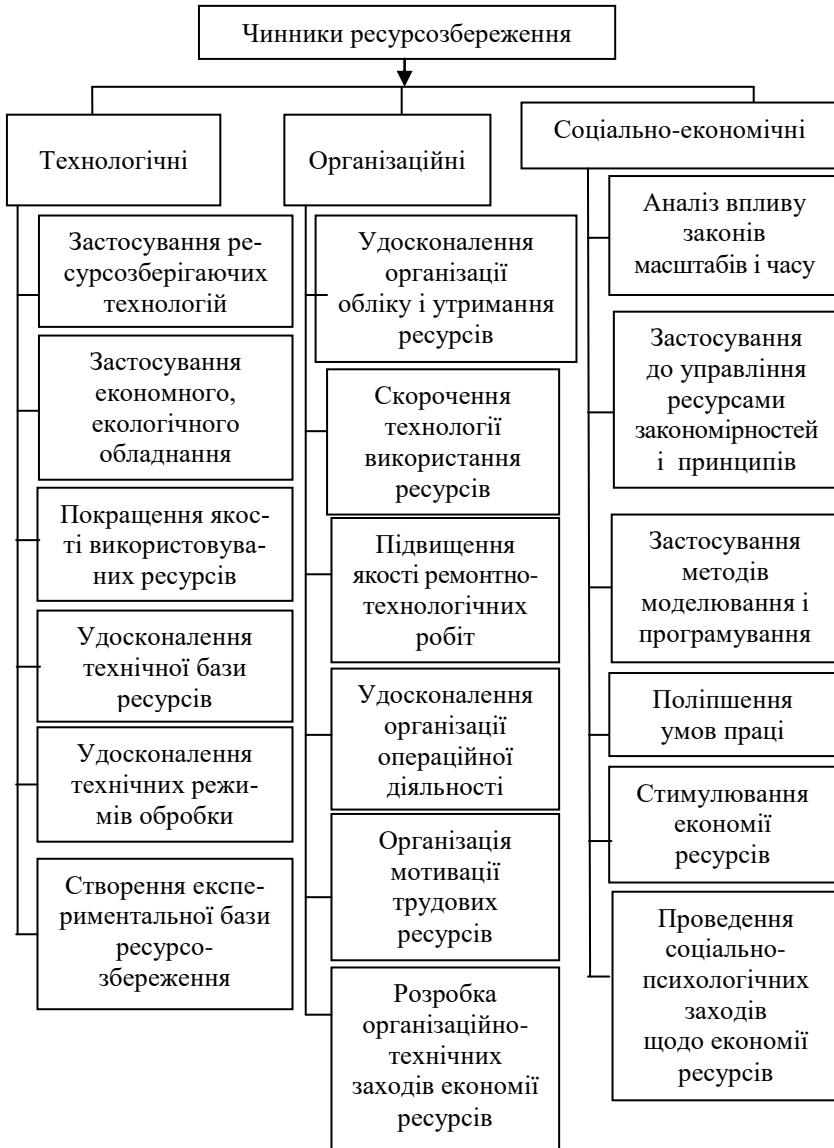 Чинники ресурсозбереження
Технологічні
Застосування ре-
сурсозберігаючих
технологій
Застосування
економного,
екологічного
обладнання
Покращення якос-
ті використовува-
них ресурсів
Удосконалення
технічної бази
ресурсів
Удосконалення
технічних режи-
мів обробки
Створення експе-
риментальної бази
ресурсо-
збереження
Організаційні
Удосконалення
організації
обліку і утримання
ресурсів
Скорочення
технології
використання
ресурсів
Підвищення
якості ремонтно-
технологічних
робіт
Удосконалення
організації
операційної
діяльності
Організація
мотивації
трудових
ресурсів
Розробка
організаційно-
технічних
заходів економії
ресурсів
Соціально-економічні
Аналіз впливу
законів
масштабів і часу
Застосування
до управління
ресурсами
закономірностей
і принципів
Застосування
методів
моделювання і
програмування
Поліпшення
умов праці
Стимулювання
економії
ресурсів
Проведення
соціально-
психологічних
заходів
щодо економії
ресурсів